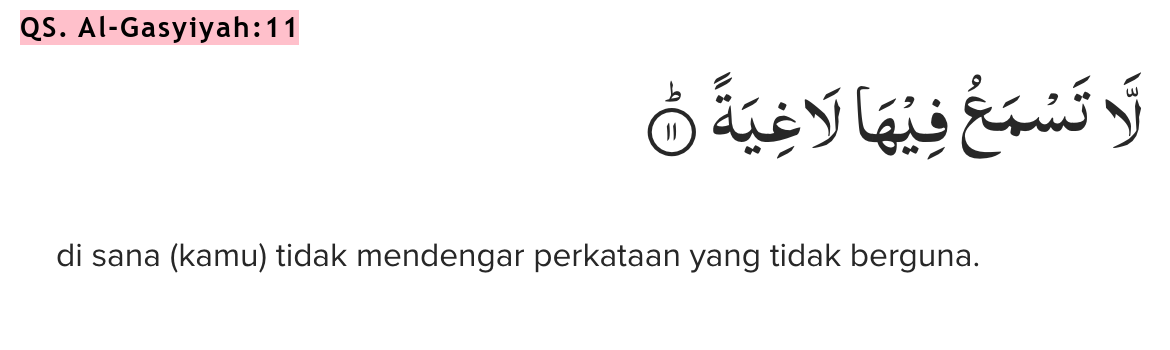 QS. Al-Gasyiyah:11
لَّا تَسْمَعُ فِيْهَا لَاغِيَةً ۗ ۝١١
di sana (kamu) tidak mendengar perkataan yang tidak berguna.